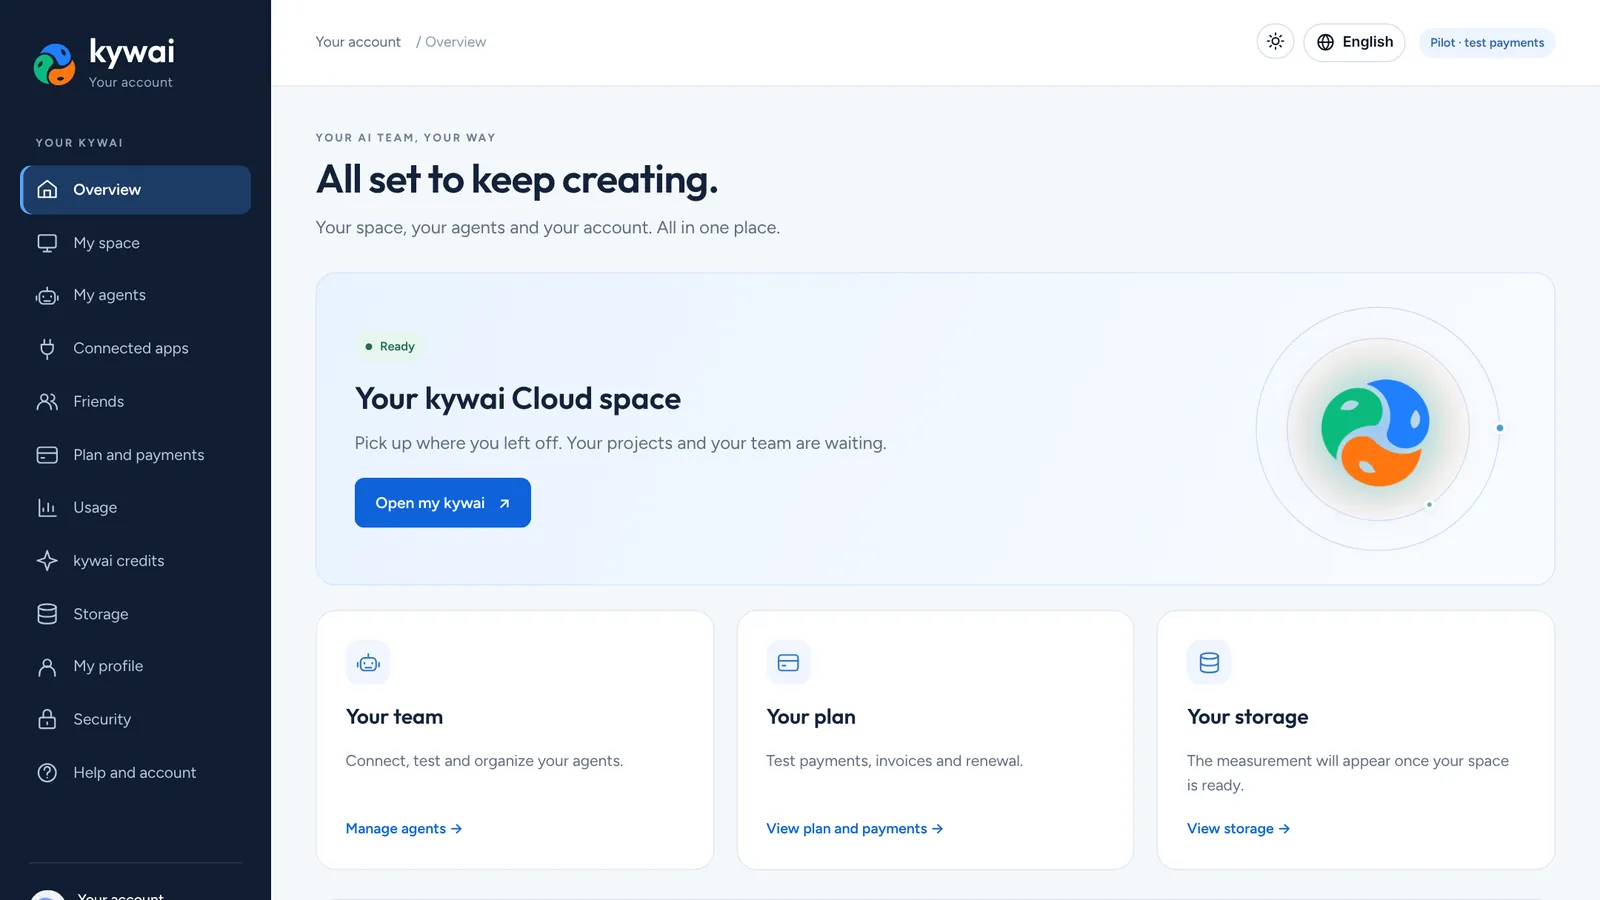 kywai
Your account
YOUR KYWAI
Overview
My space
My agents
Connected apps
Friends
Plan and payments
Usage
kywai credits
Storage
My profile
Security
Help and account
Your account
Your account / Overview
English
Pilot · test payments
YOUR AI TEAM, YOUR WAY
All set to keep creating.
Your space, your agents and your account. All in one place.
Ready
Your kywai Cloud space
Pick up where you left off. Your projects and your team are waiting.
Open my kywai ↗
Your team
Connect, test and organize your agents.
Manage agents →
Your plan
Test payments, invoices and renewal.
View plan and payments →
Your storage
The measurement will appear once your space
is ready.
View storage →